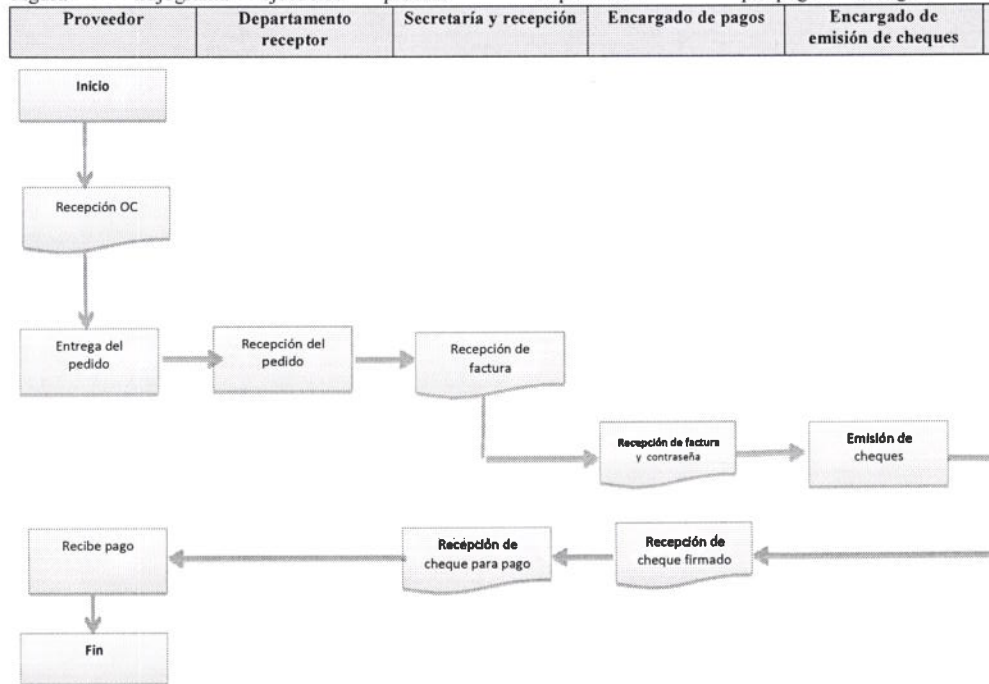 Proveedor
Departamento
receptor
Secretaría y recepción
Encargado de pagos
Encargado de
emisión de cheques
Inicio
Recepción OC
Entrega del
pedido
Recepción del
pedido
Recepción de
factura
Recepción de factura
y contraseña
Emisión de
cheques
Recibe pago
Recepción de
cheque para pago
Recepción de
cheque firmado
Fin